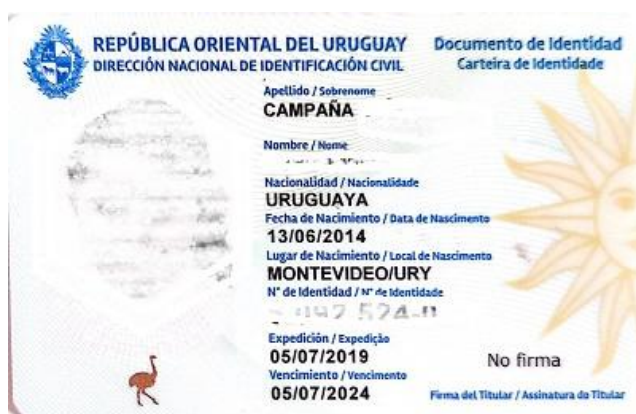 REPÚBLICA ORIENTAL DEL URUGUAY
DIRECCIÓN NACIONAL DE IDENTIFICACIÓN CIVIL
Documento de Identidad
Carteira de Identidade
Apellido / Sobrenome
CAMPAÑA
Nombre / Nome
Nacionalidad / Nacionalidade
URUGUAYA
Fecha de Nacimiento / Data de Nascimento
13/06/2014
Lugar de Nacimiento / Local de Nascimento
MONTEVIDEO/URY
N° de Identidad / N° de Identidade
Expedición / Expedição
05/07/2019
Vencimiento / Vencimento
05/07/2024
No firma
Firma del Titular / Assinatura do Titular